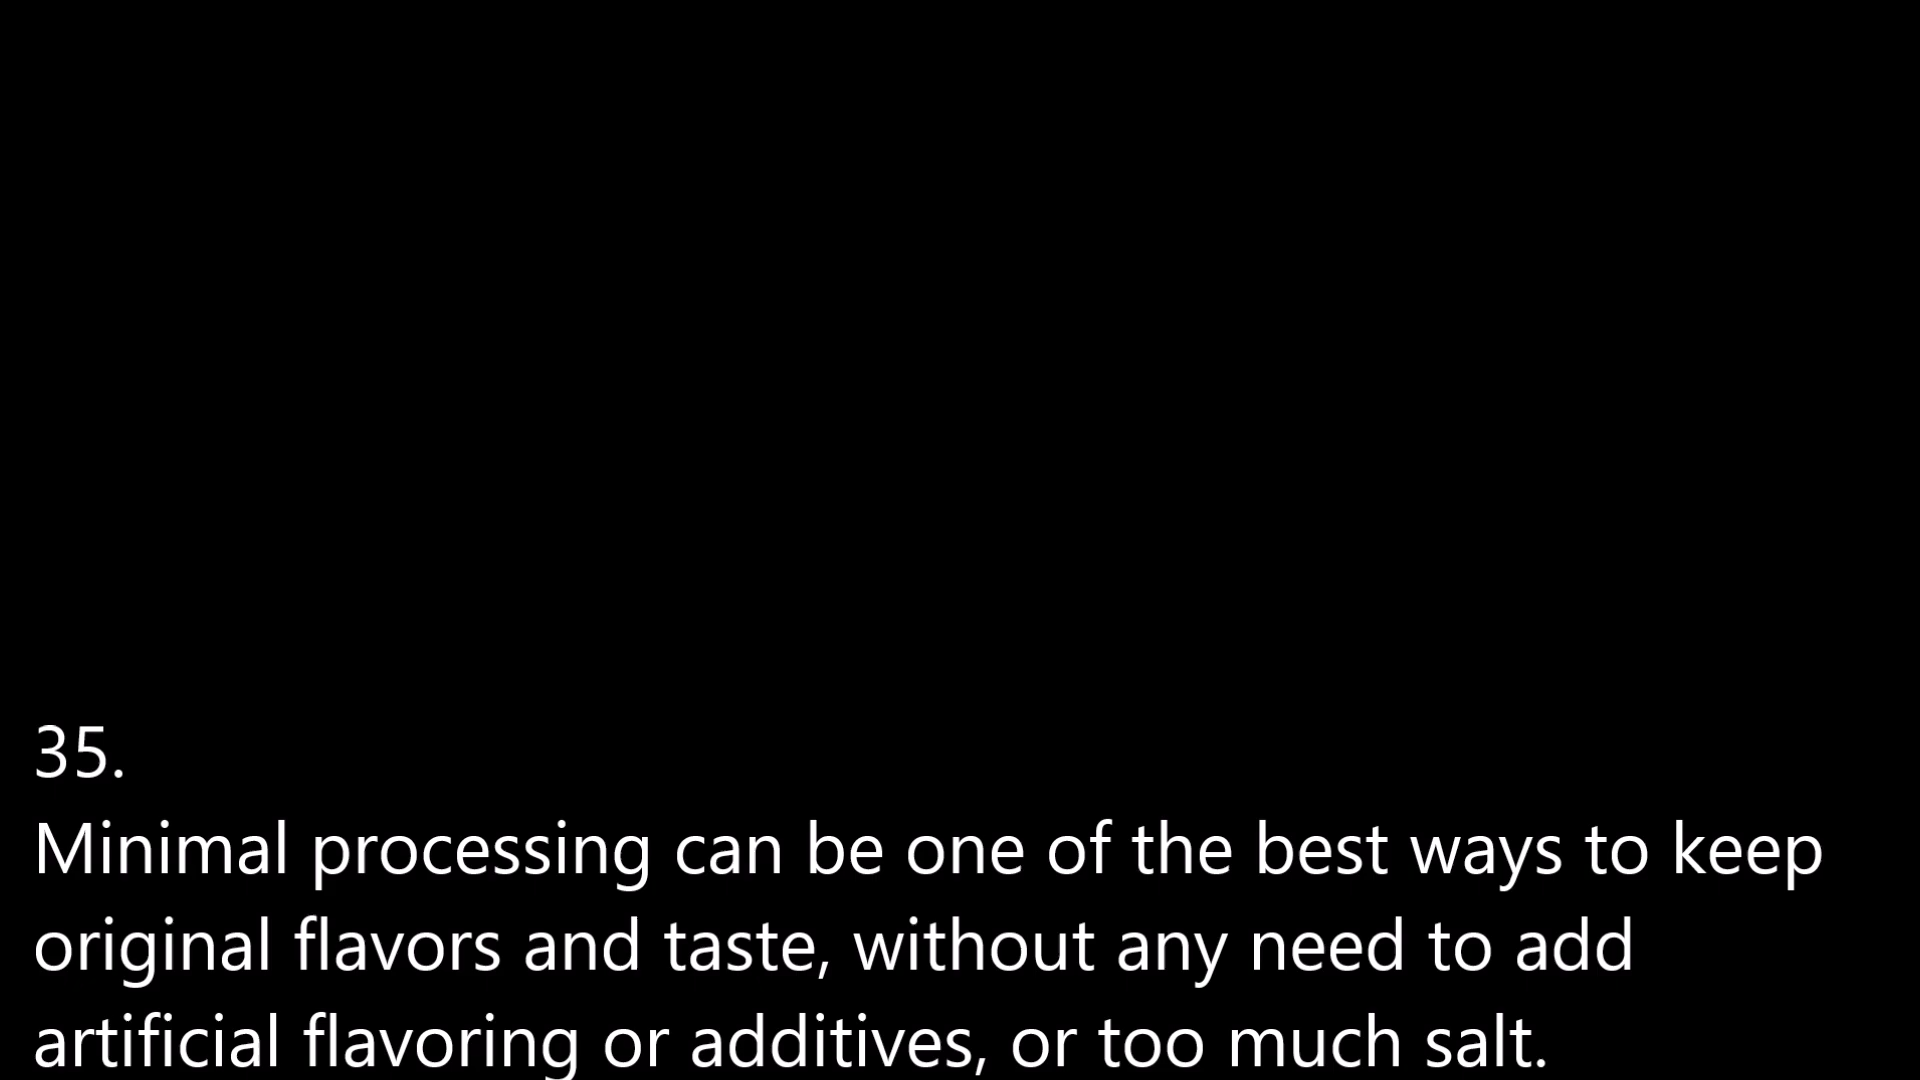 35.
Minimal processing can be one of the best ways to keep
original flavors and taste, without any need to add
artificial flavoring or additives, or too much salt.